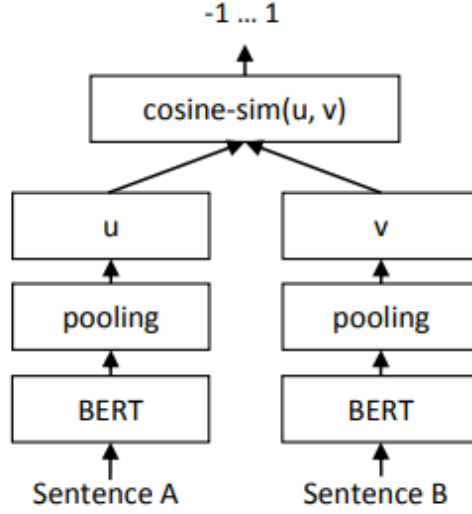 -1 ... 1
cosine-sim(u, v)
u v
pooling pooling
BERT BERT
Sentence A Sentence B